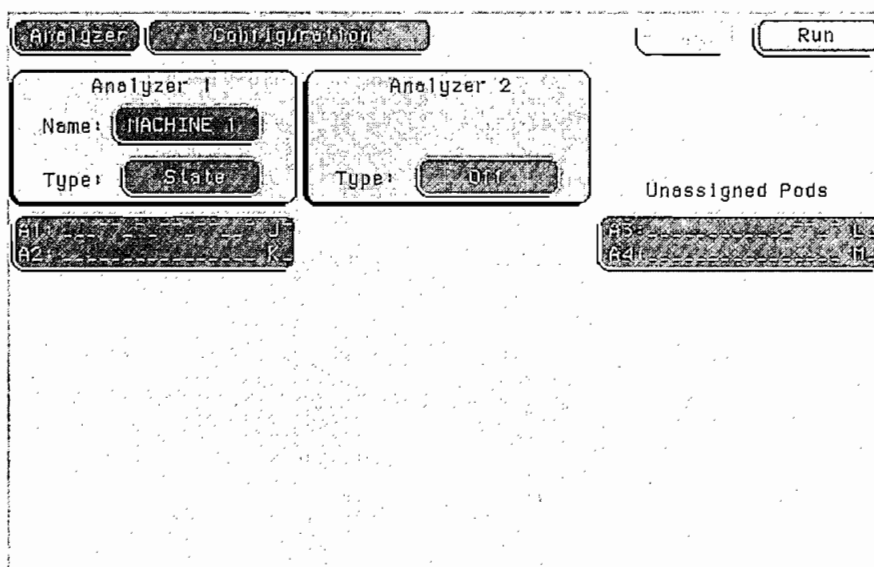 Analyzer Configuration Run
Analyzer 1 Analyzer 2
Name: MACHINE 1
Type: State Type: Off
Unassigned Pods
A1: J
A2: K
A3: L
A4: M